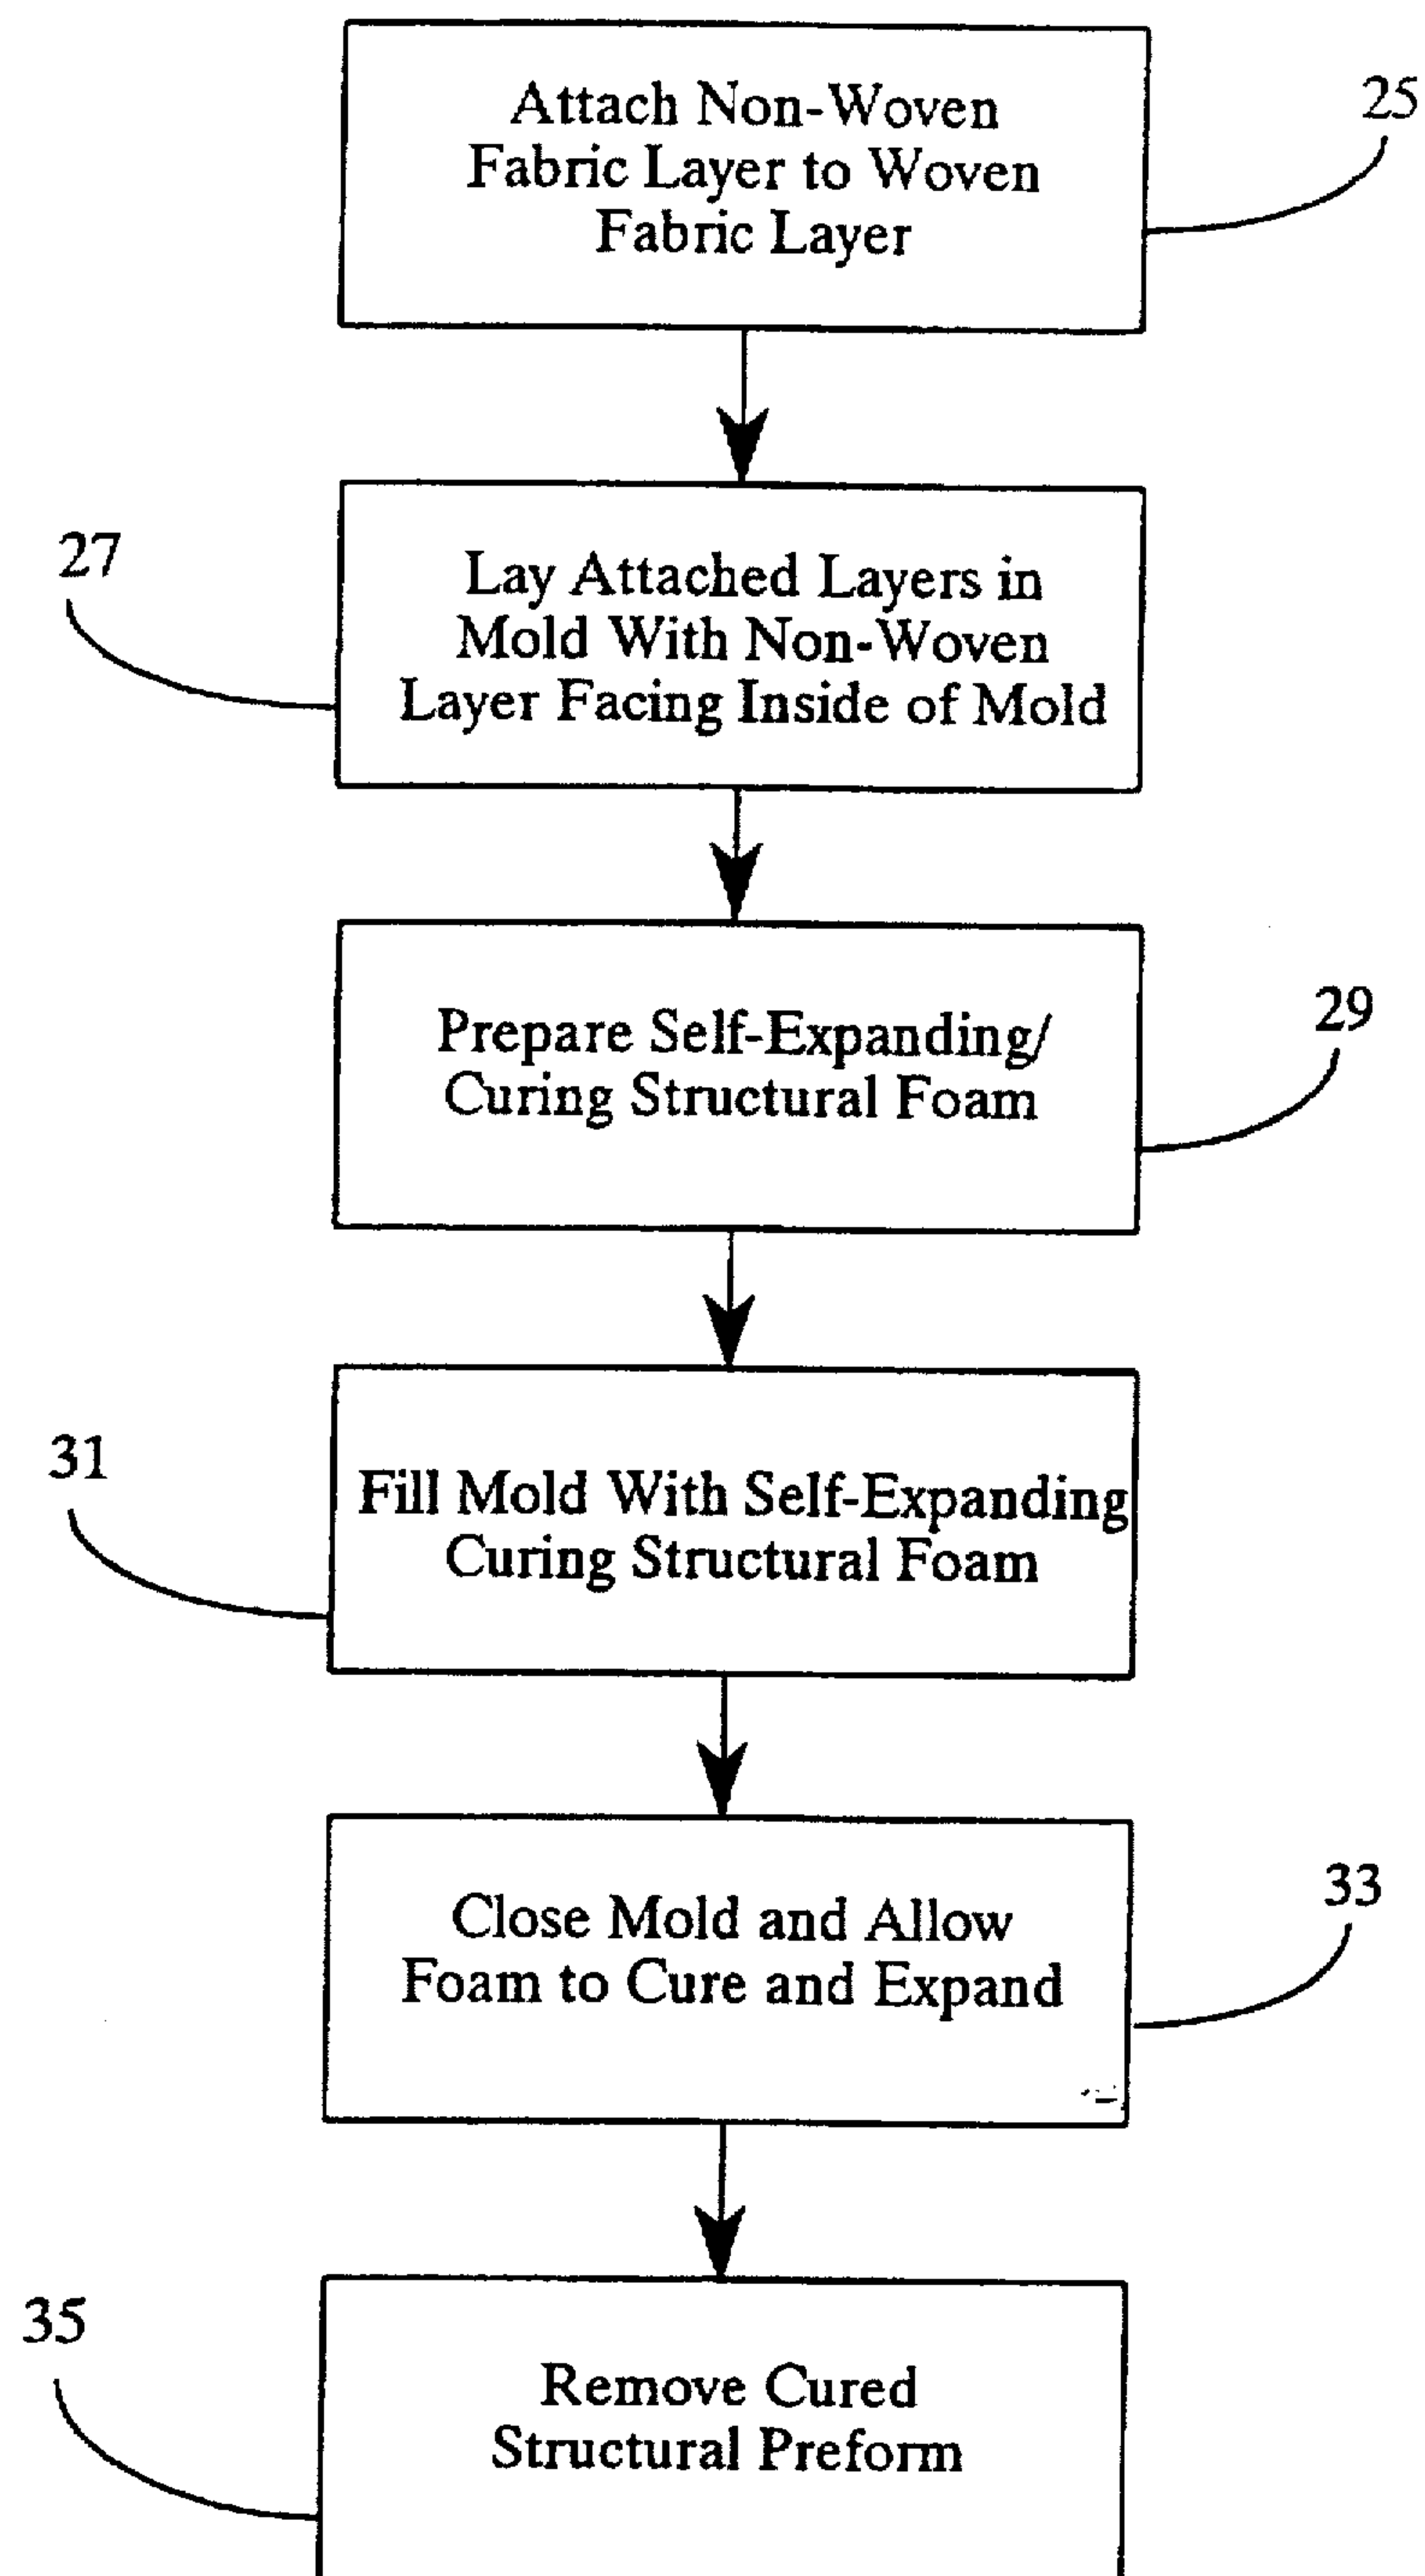 Attach Non-Woven
Fabric Layer to Woven
Fabric Layer
25
27
Lay Attached Layers in
Mold With Non-Woven
Layer Facing Inside of Mold
29
Prepare Self-Expanding/
Curing Structural Foam
31
Fill Mold With Self-Expanding
Curing Structural Foam
33
Close Mold and Allow
Foam to Cure and Expand
35
Remove Cured
Structural Preform